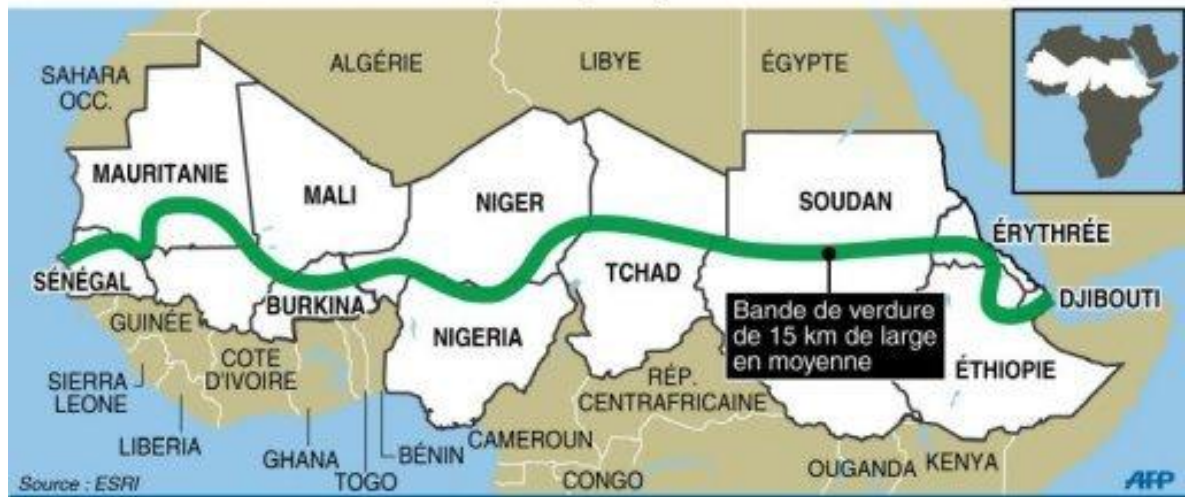 ALGÉRIE
LIBYE
ÉGYPTE
SAHARA
OCC.
MAURITANIE
MALI
NIGER
SOUDAN
ÉRYTHRÉE
TCHAD
SÉNÉGAL
BURKINA
DJIBOUTI
Bande de verdure
de 15 km de large
en moyenne
GUINÉE
NIGERIA
ÉTHIOPIE
COTE
D'IVOIRE
SIERRA
LEONE
RÉP.
CENTRAFRICAINE
LIBERIA
GHANA
TOGO
BÉNIN
CAMEROUN
CONGO
OUGANDA
KENYA
Source : ESRI
AFP